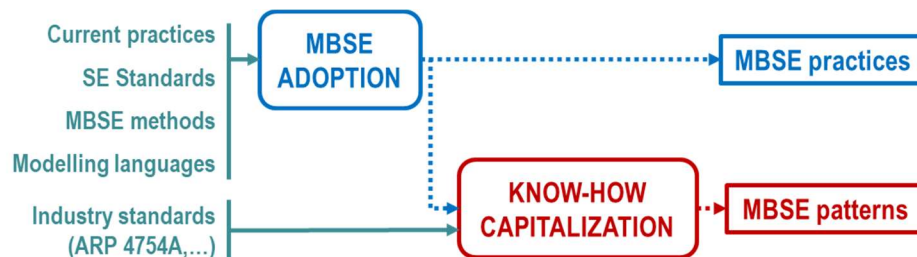 Current practices
SE Standards
MBSE methods
Modelling languages
Industry standards
(ARP 4754A,...)
MBSE
ADOPTION
MBSE practices
KNOW-HOW
CAPITALIZATION
MBSE patterns